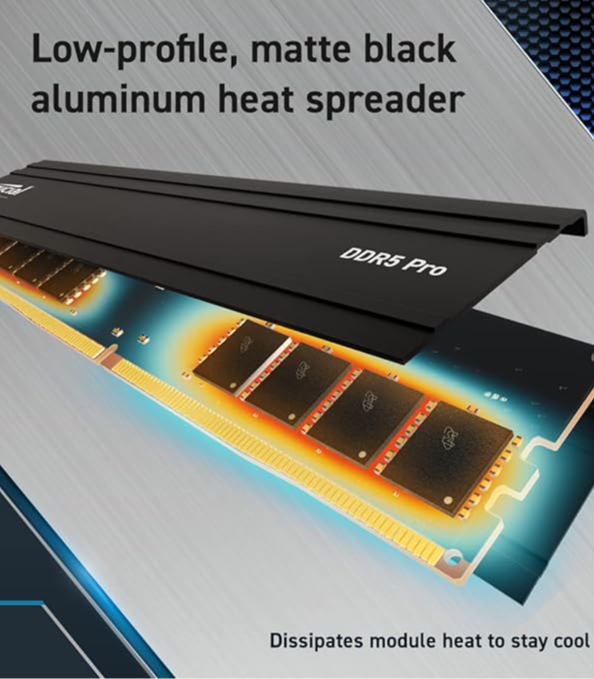 Low-profile, matte black
aluminum heat spreader
DDR5 Pro
Dissipates module heat to stay cool